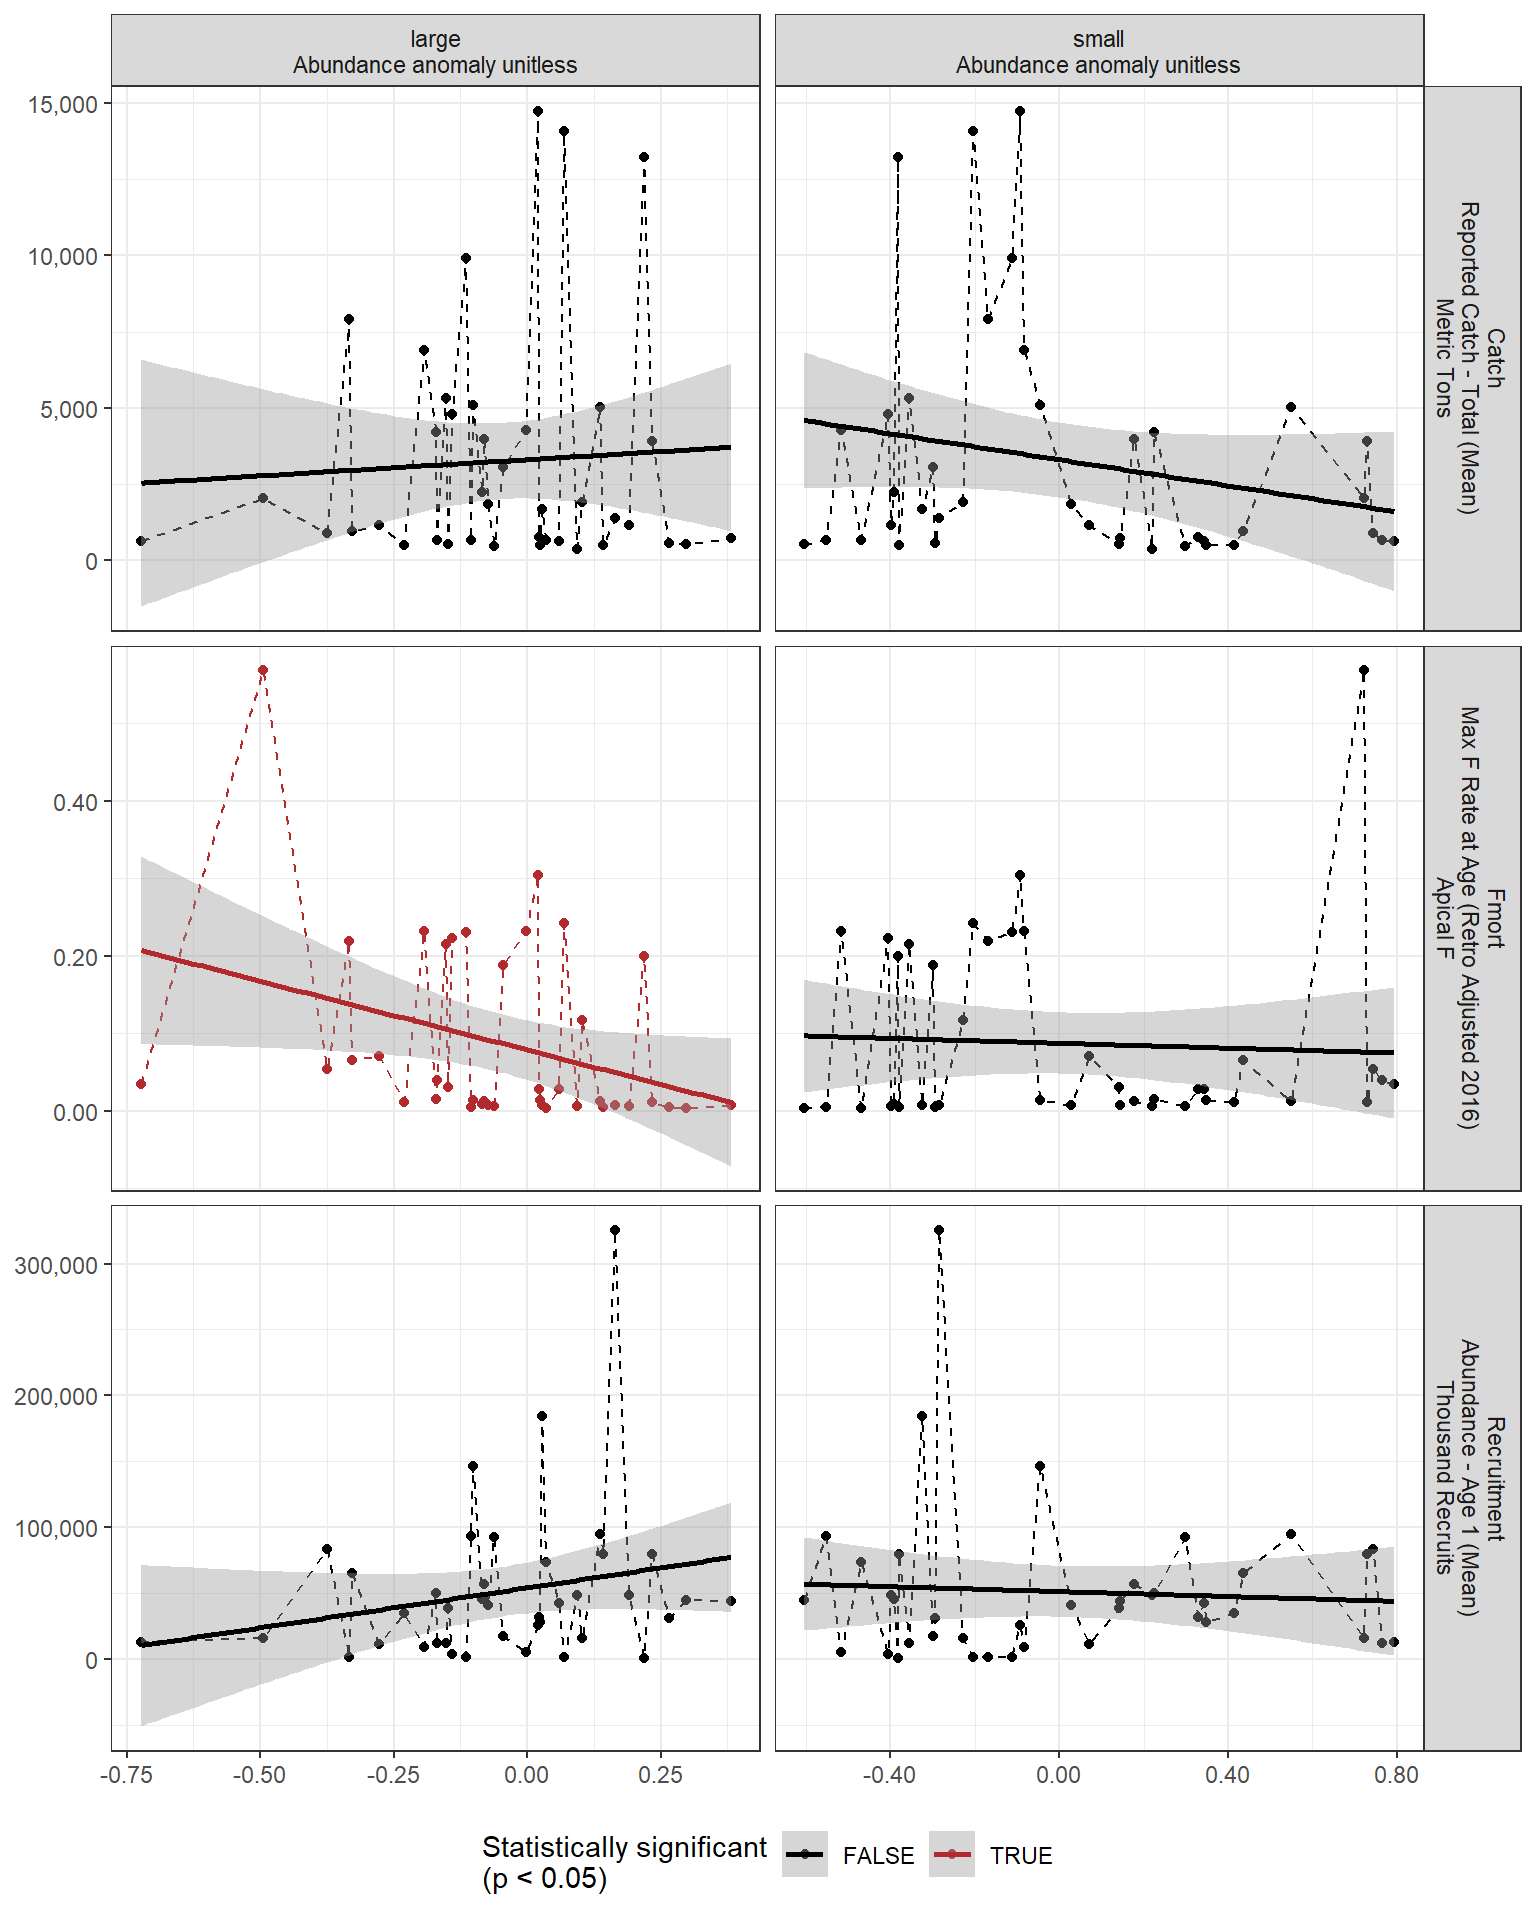 large
Abundance anomaly unitless
small
Abundance anomaly unitless
15,000
10,000
5,000
0
Catch
Reported Catch - Total (Mean)
Metric Tons
0.40
0.20
0.00
Fmort
Max F Rate at Age (Retro Adjusted 2016)
Apical F
300,000
200,000
100,000
0
Recruitment
Abundance - Age 1 (Mean)
Thousand Recruits
-0.75
-0.50
-0.25
0.00
0.25
-0.40
0.00
0.40
0.80
Statistically significant
(p < 0.05)
FALSE
TRUE